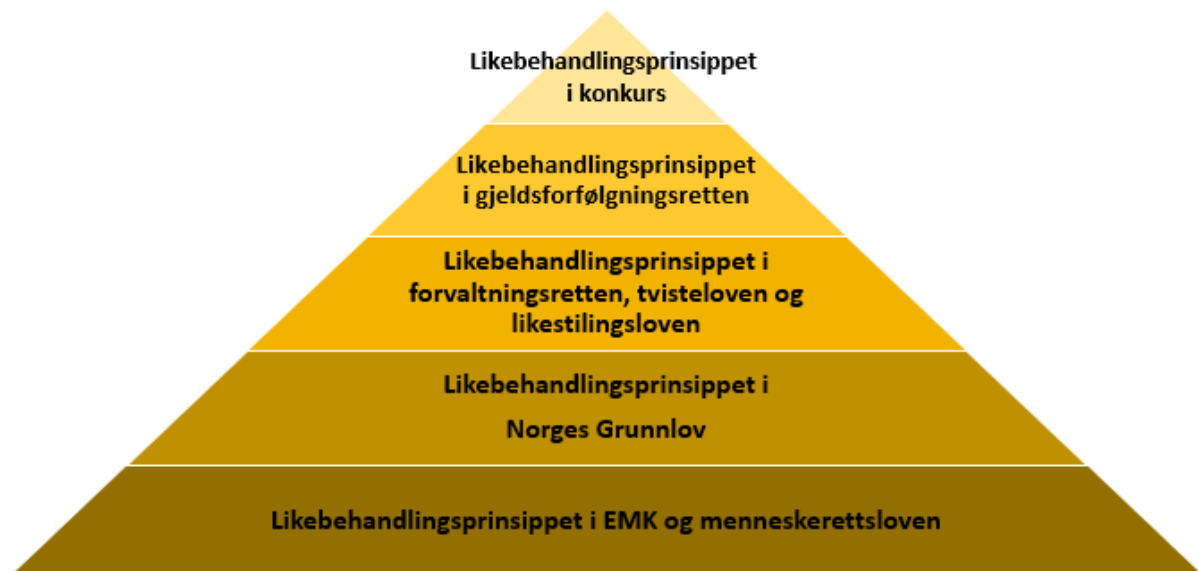 Likebehandlingsprinsippet
i konkurs
Likebehandlingsprinsippet
i gjeldsforfølgningsretten
Likebehandlingsprinsippet i
forvaltningsretten, tvisteloven og
likestilingsloven
Likebehandlingsprinsippet i
Norges Grunnlov
Likebehandlingsprinsippet i EMK og menneskerettsloven